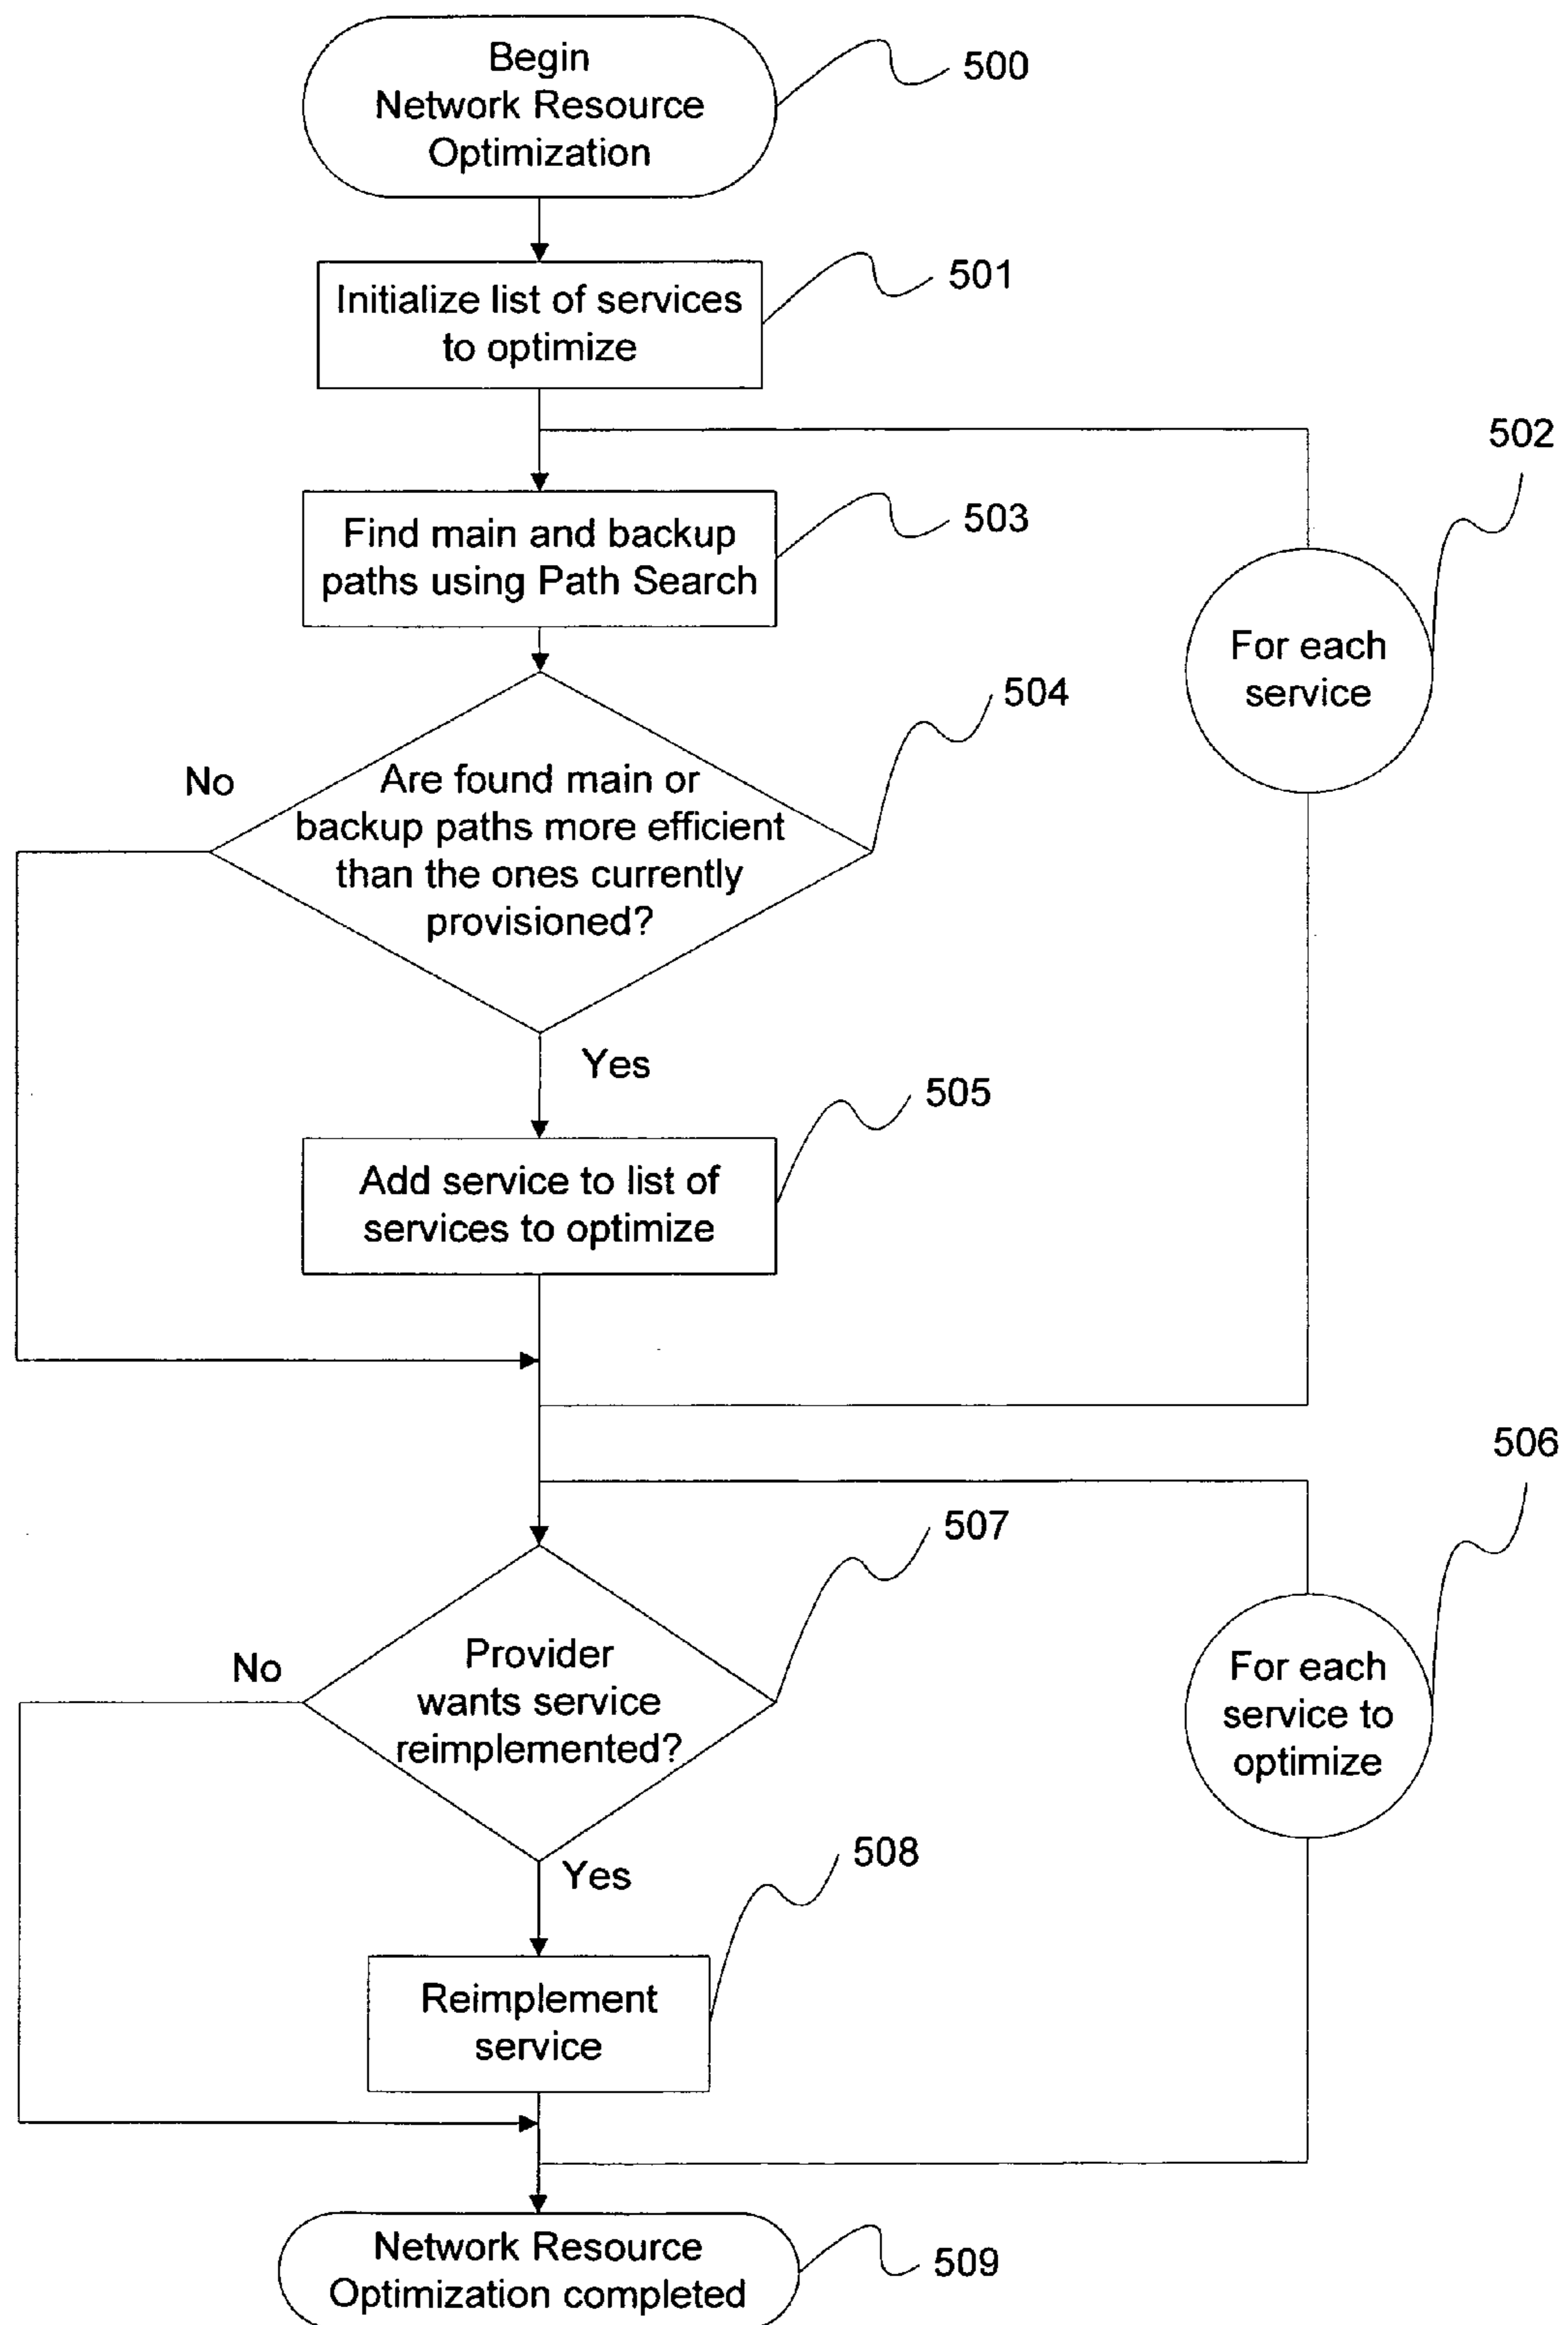 Begin
Network Resource
Optimization
500
Initialize list of services
to optimize
501
502
Find main and backup
paths using Path Search
503
For each
service
504
No
Are found main or
backup paths more efficient
than the ones currently
provisioned?
Yes
505
Add service to list of
services to optimize
506
507
No
Provider
wants service
reimplemented?
For each
service to
optimize
Yes
508
Reimplement
service
Network Resource
Optimization completed
509